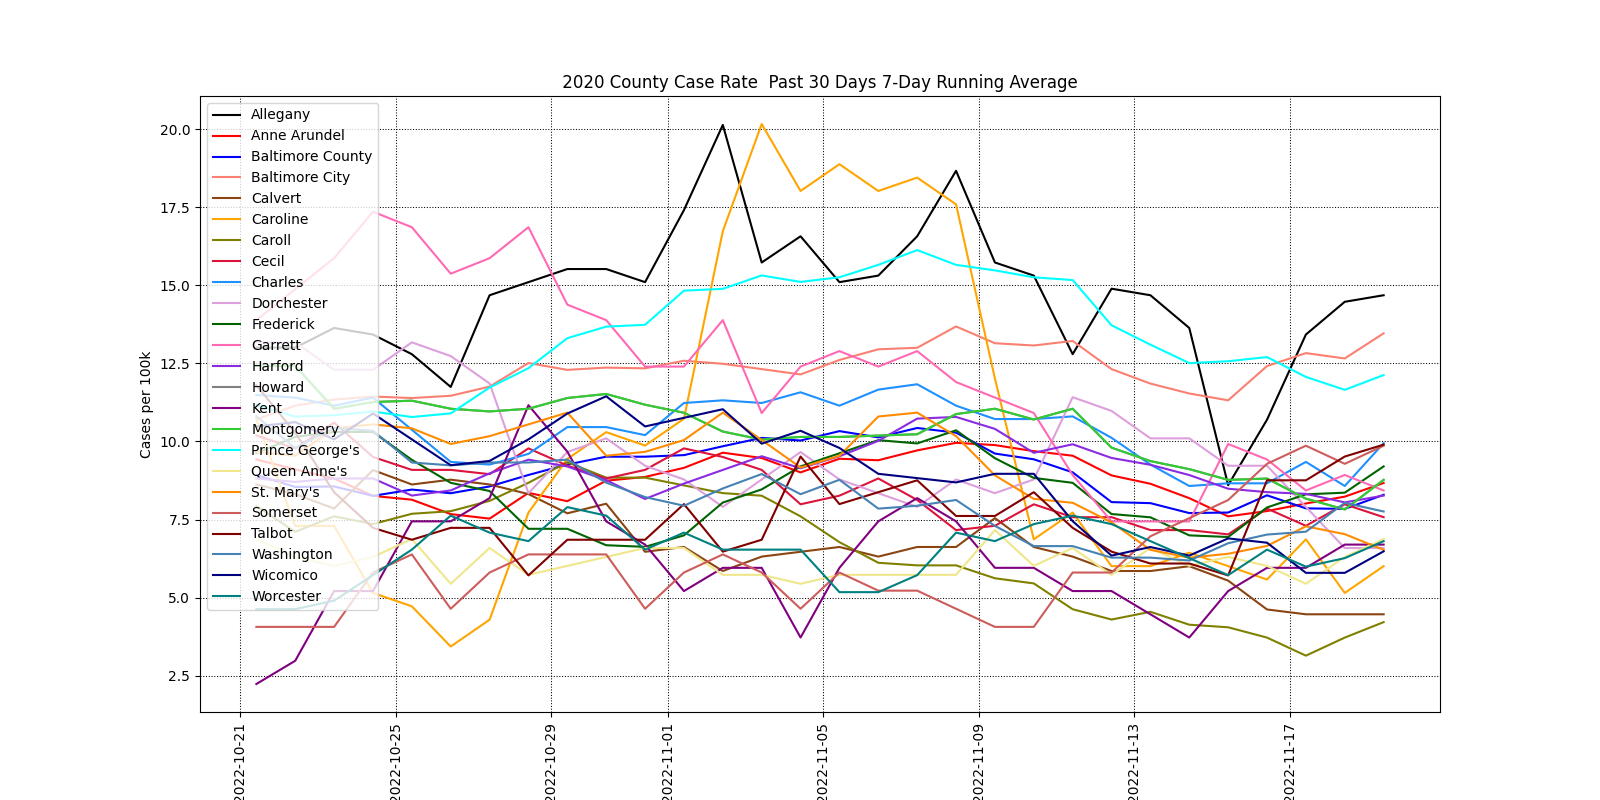 2020 County Case Rate  Past 30 Days 7-Day Running Average
Cases per 100k
20.0
17.5
15.0
12.5
10.0
7.5
5.0
2.5
Allegany
Anne Arundel
Baltimore County
Baltimore City
Calvert
Caroline
Caroll
Cecil
Charles
Dorchester
Frederick
Garrett
Harford
Howard
Kent
Montgomery
Prince George's
Queen Anne's
St. Mary's
Somerset
Talbot
Washington
Wicomico
Worcester
2022-10-21
2022-10-25
2022-10-29
2022-11-01
2022-11-05
2022-11-09
2022-11-13
2022-11-17